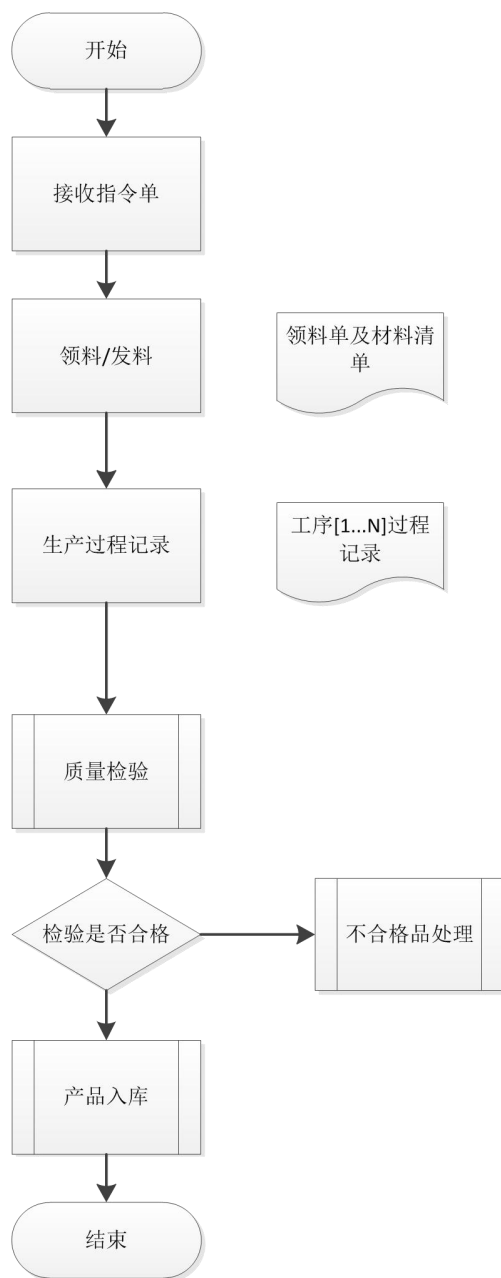 开始
接收指令单
领料/发料
领料单及材料清
单
生产过程记录
工序[1...N]过程
记录
质量检验
检验是否合格
不合格品处理
产品入库
结束